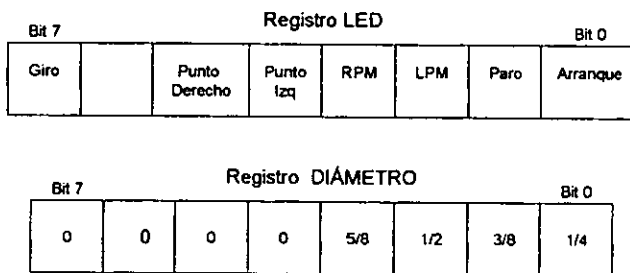 Registro LED
Bit 7 Bit 0
Giro Punto Derecho Punto Izq RPM LPM Paro Arranque
Registro DIÁMETRO
Bit 7 Bit 0
0 0 0 0 5/8 1/2 3/8 1/4